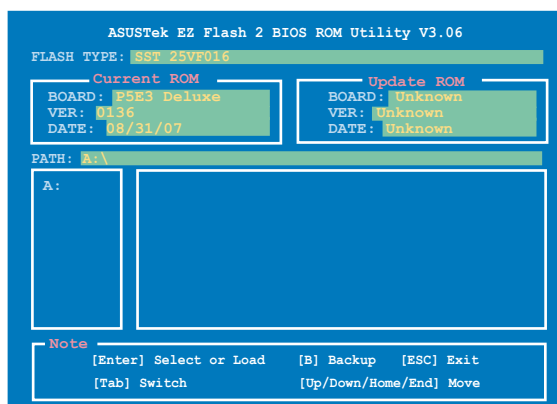 ASUSTek EZ Flash 2 BIOS ROM Utility V3.06
FLASH TYPE: SST 25VF016
Current ROM
BOARD: P5E3 Deluxe
VER: 0136
DATE: 08/31/07
Update ROM
BOARD: Unknown
VER: Unknown
DATE: Unknown
PATH: A:\
A:
Note
[Enter] Select or Load [B] Backup [ESC] Exit
[Tab] Switch [Up/Down/Home/End] Move